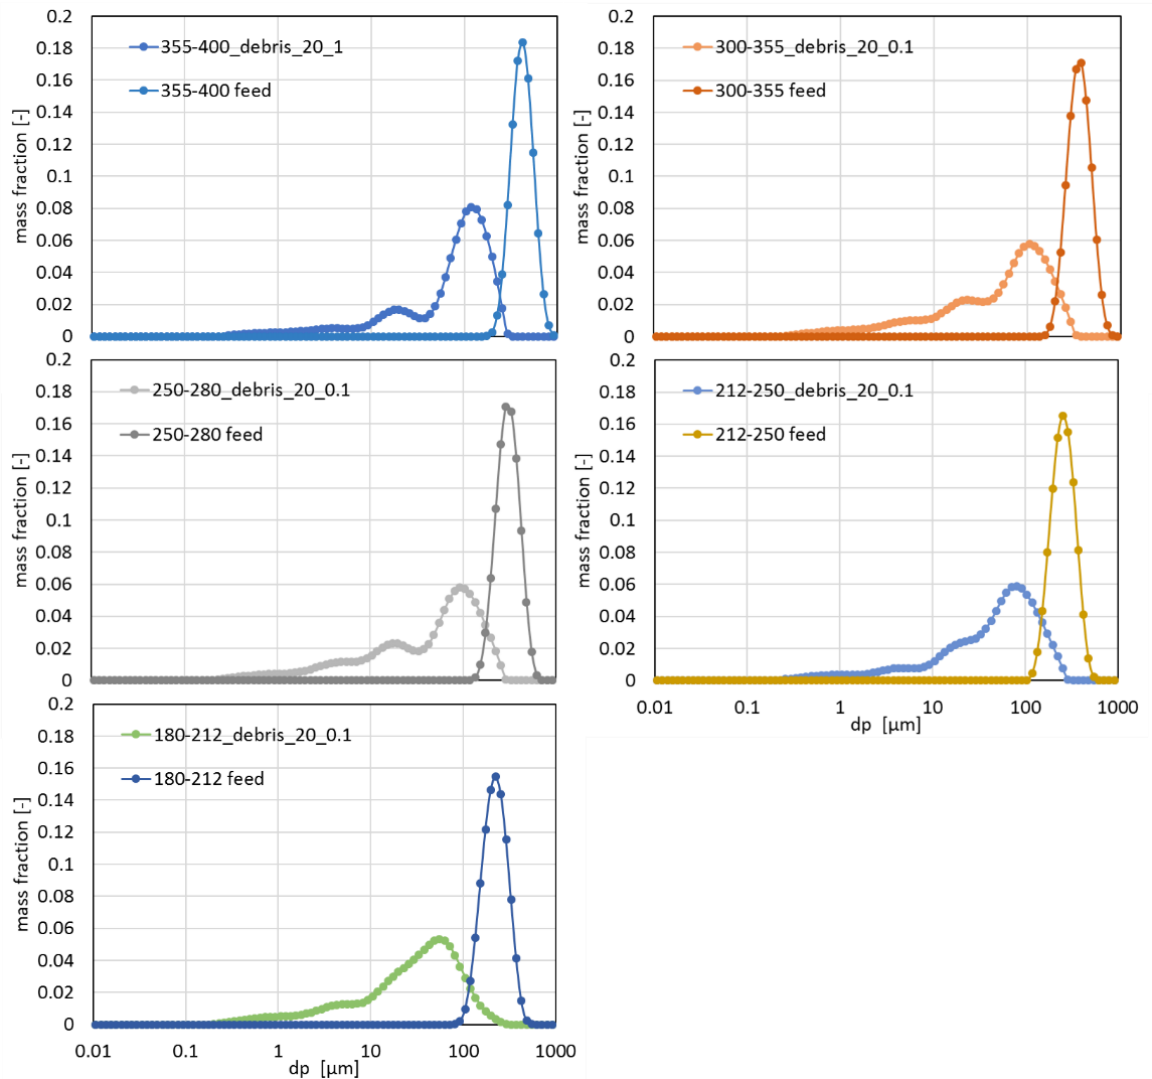 0.2
0.18
0.16
0.14
0.12
0.1
0.08
0.06
0.04
0.02
0
mass fraction [-]
355-400_debris_20_1
355-400 feed
0.2
0.18
0.16
0.14
0.12
0.1
0.08
0.06
0.04
0.02
0
mass fraction [-]
300-355_debris_20_0.1
300-355 feed
0.2
0.18
0.16
0.14
0.12
0.1
0.08
0.06
0.04
0.02
0
mass fraction [-]
250-280_debris_20_0.1
250-280 feed
0.2
0.18
0.16
0.14
0.12
0.1
0.08
0.06
0.04
0.02
0
mass fraction [-]
212-250_debris_20_0.1
212-250 feed
0.01 0.1 1 10 100 1000
dp [µm]
0.2
0.18
0.16
0.14
0.12
0.1
0.08
0.06
0.04
0.02
0
mass fraction [-]
180-212_debris_20_0.1
180-212 feed
0.01 0.1 1 10 100 1000
dp [µm]